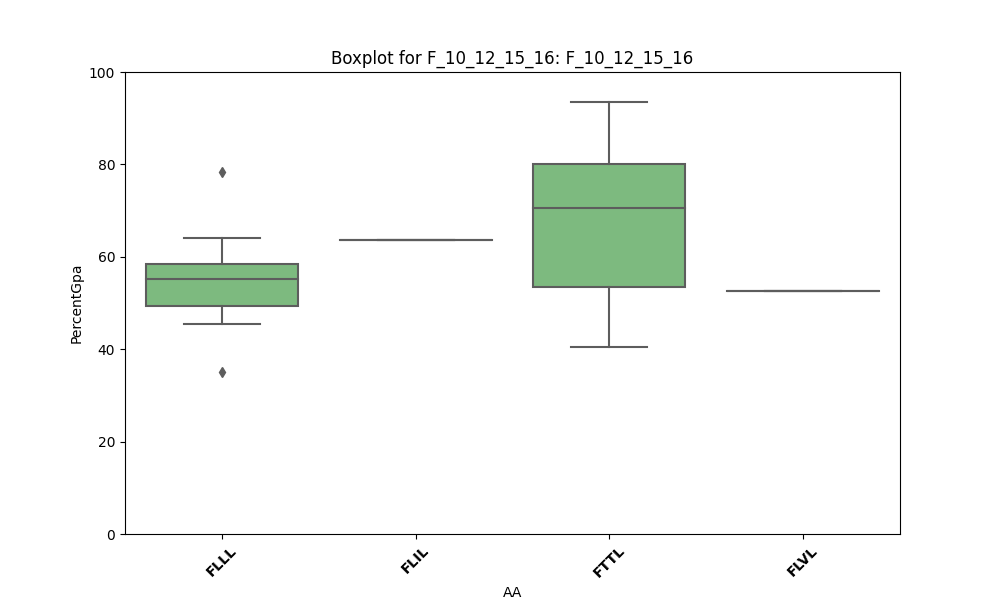 Boxplot for F_10_12_15_16: F_10_12_15_16
100
80
60
40
20
0
PercentGpa
FLLL
FLIL
FTTL
FLVL
AA